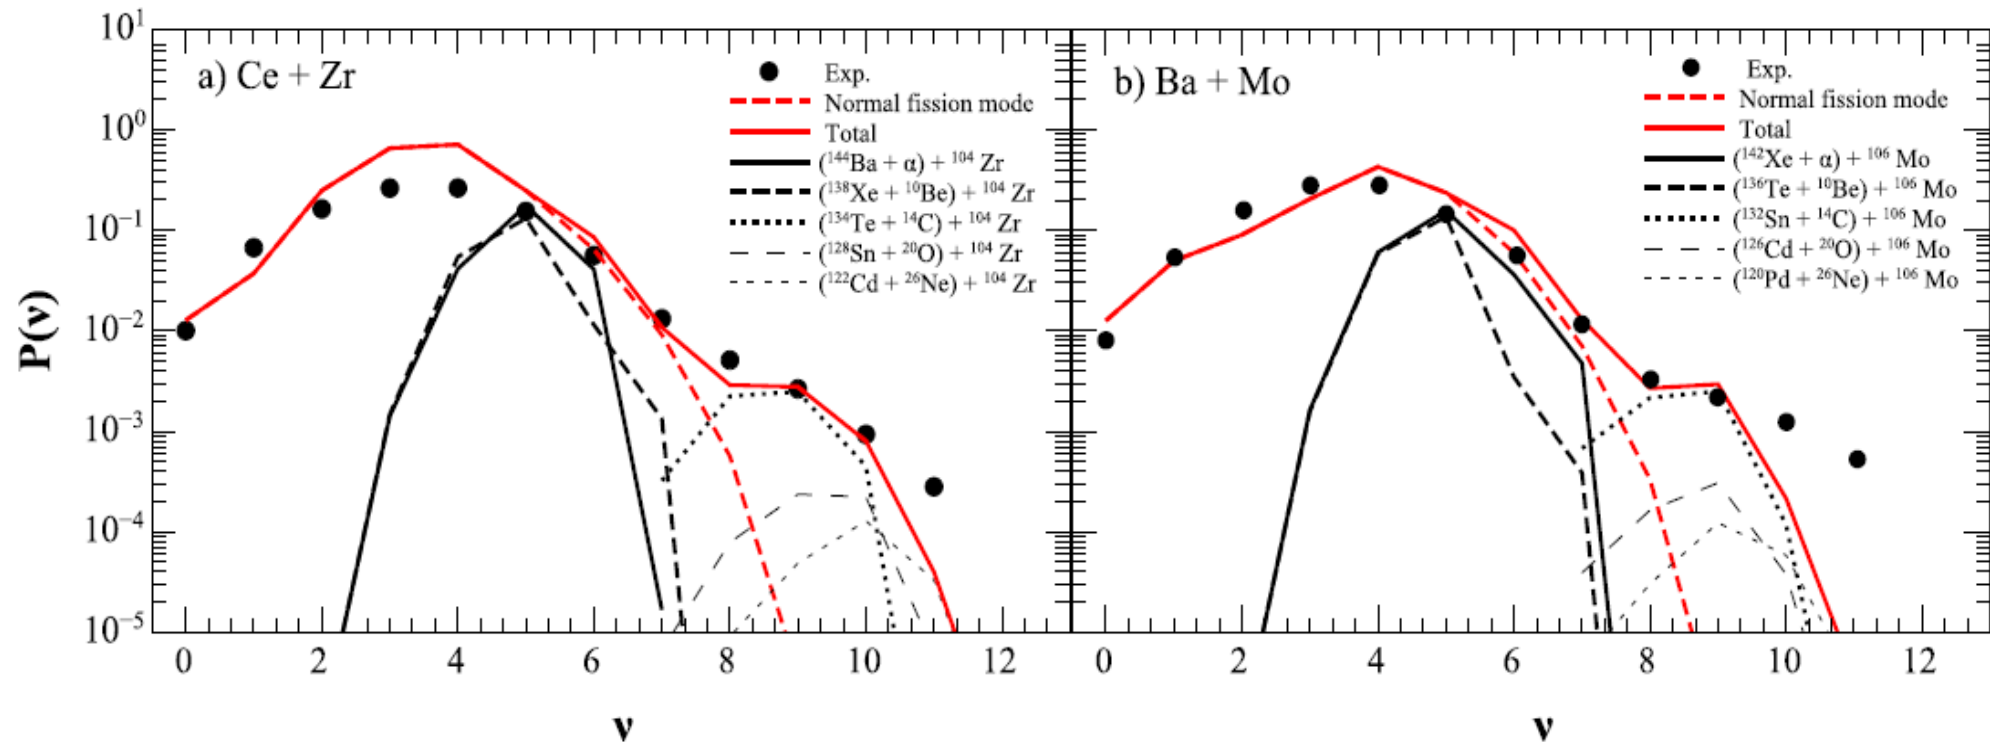 a) Ce + Zr
Exp.
Normal fission mode
Total
(¹⁴⁴Ba + α) + ¹⁰⁴ Zr
(¹³⁸Xe + ¹⁰Be) + ¹⁰⁴ Zr
(¹³⁴Te + ¹⁴C) + ¹⁰⁴ Zr
(¹²⁸Sn + ²⁰O) + ¹⁰⁴ Zr
(¹²²Cd + ²⁶Ne) + ¹⁰⁴ Zr
b) Ba + Mo
Exp.
Normal fission mode
Total
(¹⁴²Xe + α) + ¹⁰⁶ Mo
(¹³⁶Te + ¹⁰Be) + ¹⁰⁶ Mo
(¹³²Sn + ¹⁴C) + ¹⁰⁶ Mo
(¹²⁶Cd + ²⁰O) + ¹⁰⁶ Mo
(¹²⁰Pd + ²⁶Ne) + ¹⁰⁶ Mo
P(ν)
10¹
10⁰
10⁻¹
10⁻²
10⁻³
10⁻⁴
10⁻⁵
0 2 4 6 8 10 12
0 2 4 6 8 10 12
ν
ν